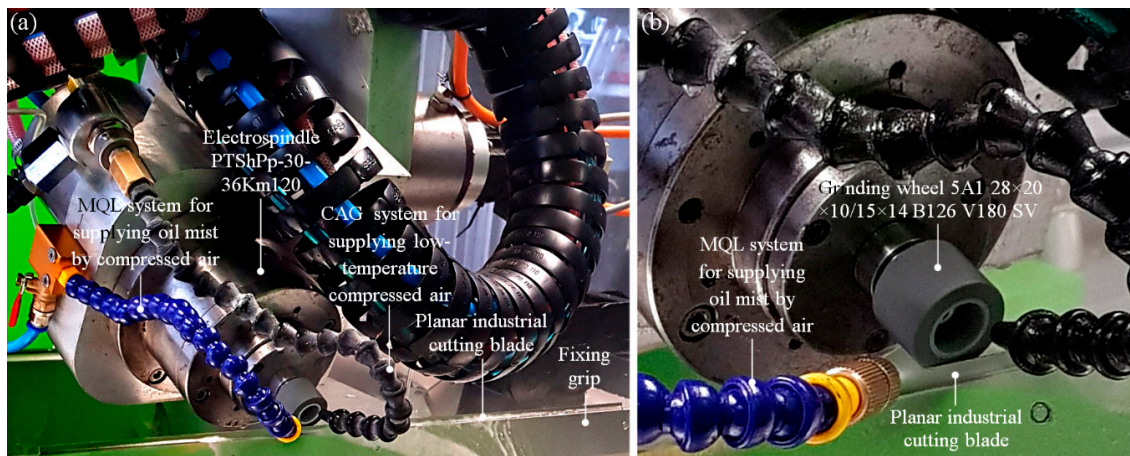 (a)
Electrospindle
PTShPp-30-
36Km120
MQL system for
supplying oil mist
by compressed air
CAG system for
supplying low-
temperature
compressed air
Planar industrial
cutting blade
Fixing
grip
(b)
Grinding wheel 5A1 28×20
×10/15×14 B126 V180 SV
MQL system
for supplying
oil mist by
compressed air
Planar industrial
cutting blade